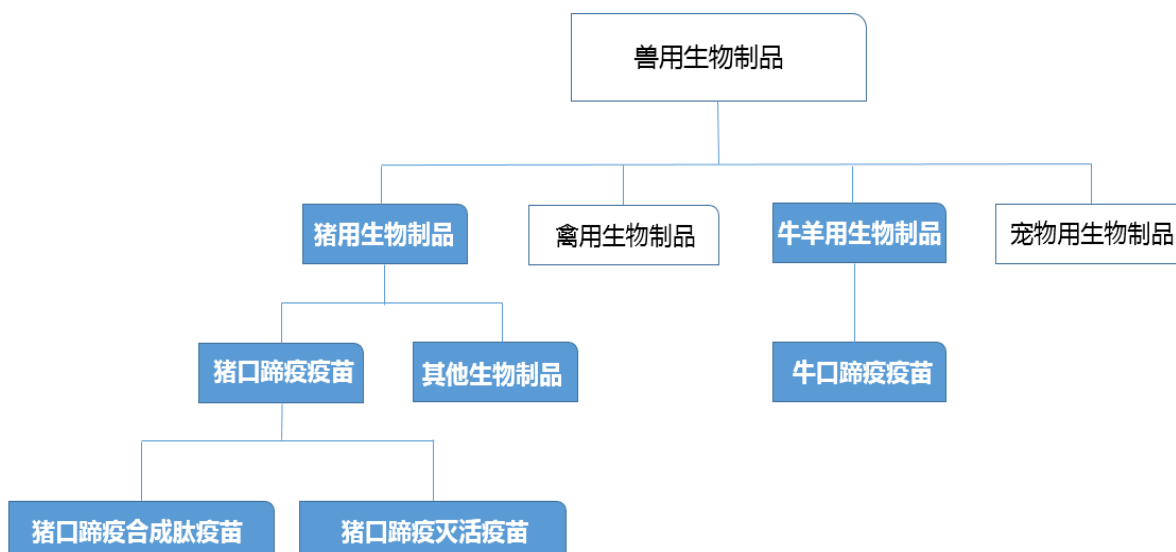 兽用生物制品
猪用生物制品
禽用生物制品
牛羊用生物制品
宠物用生物制品
猪口蹄疫疫苗
其他生物制品
牛口蹄疫疫苗
猪口蹄疫合成肽疫苗
猪口蹄疫灭活疫苗